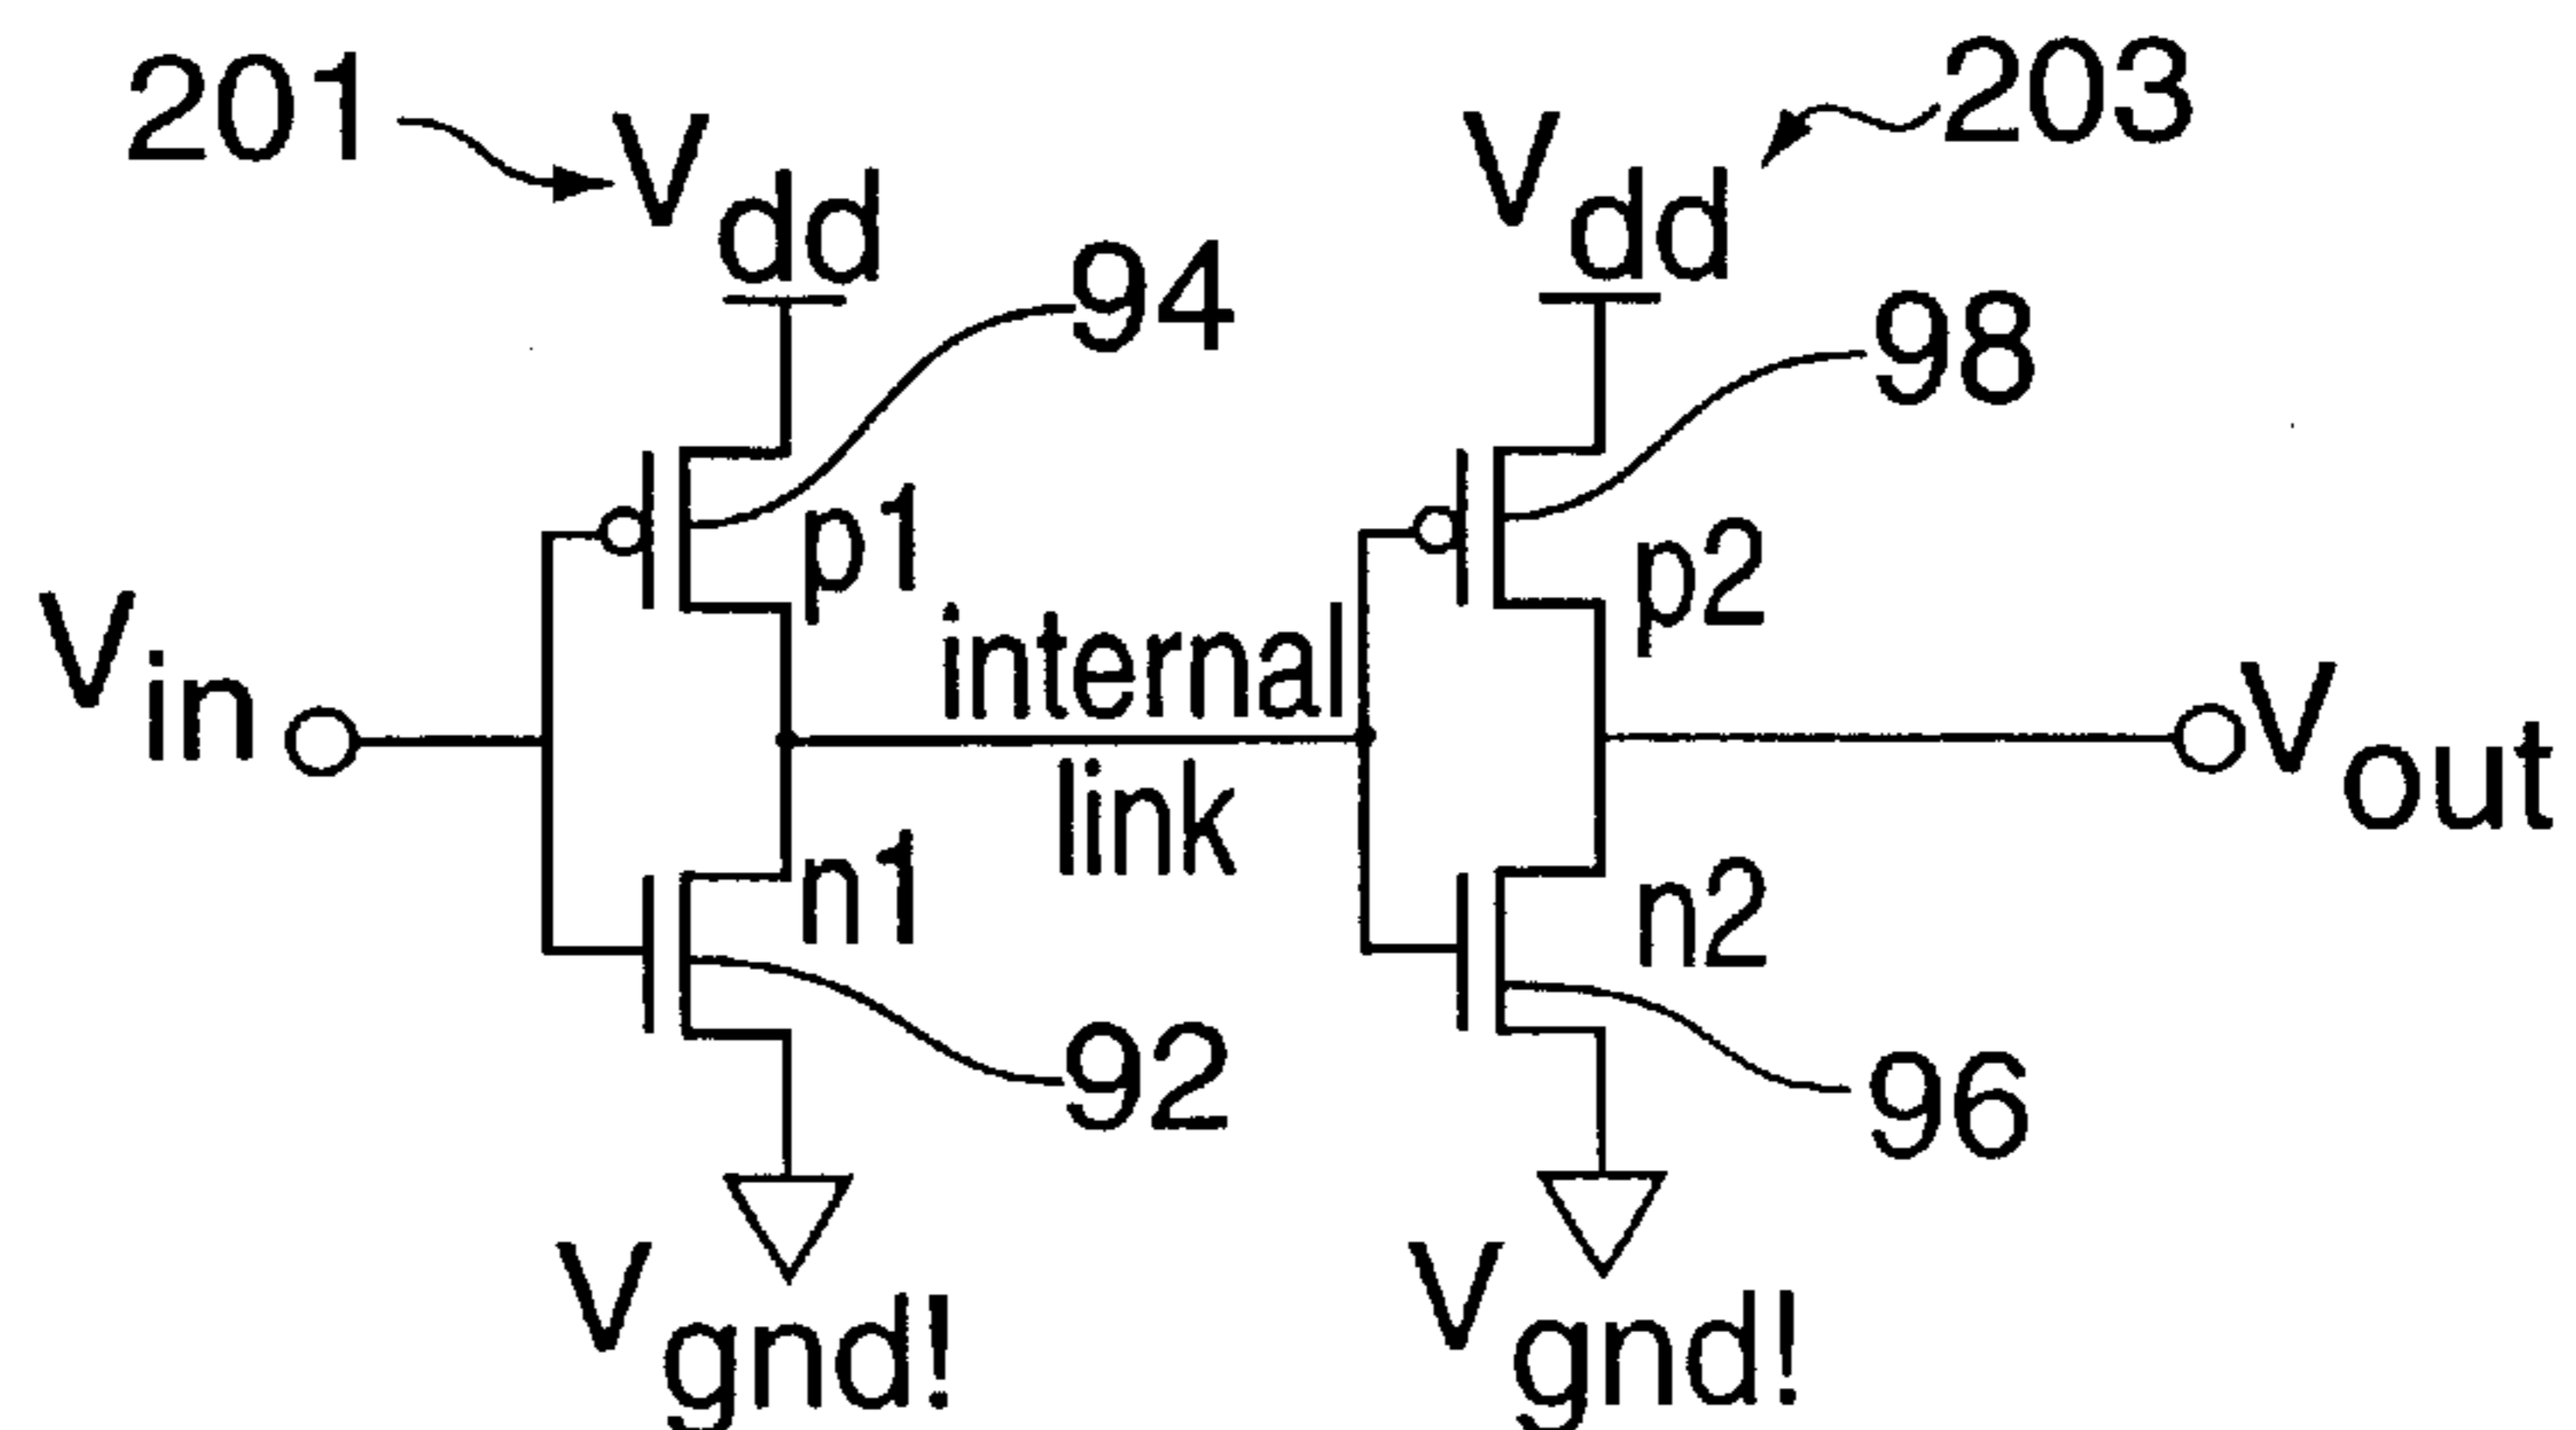 201
Vdd
Vdd
203
94
98
p1
p2
Vin
internal
link
Vout
n1
n2
92
96
Vgnd!
Vgnd!